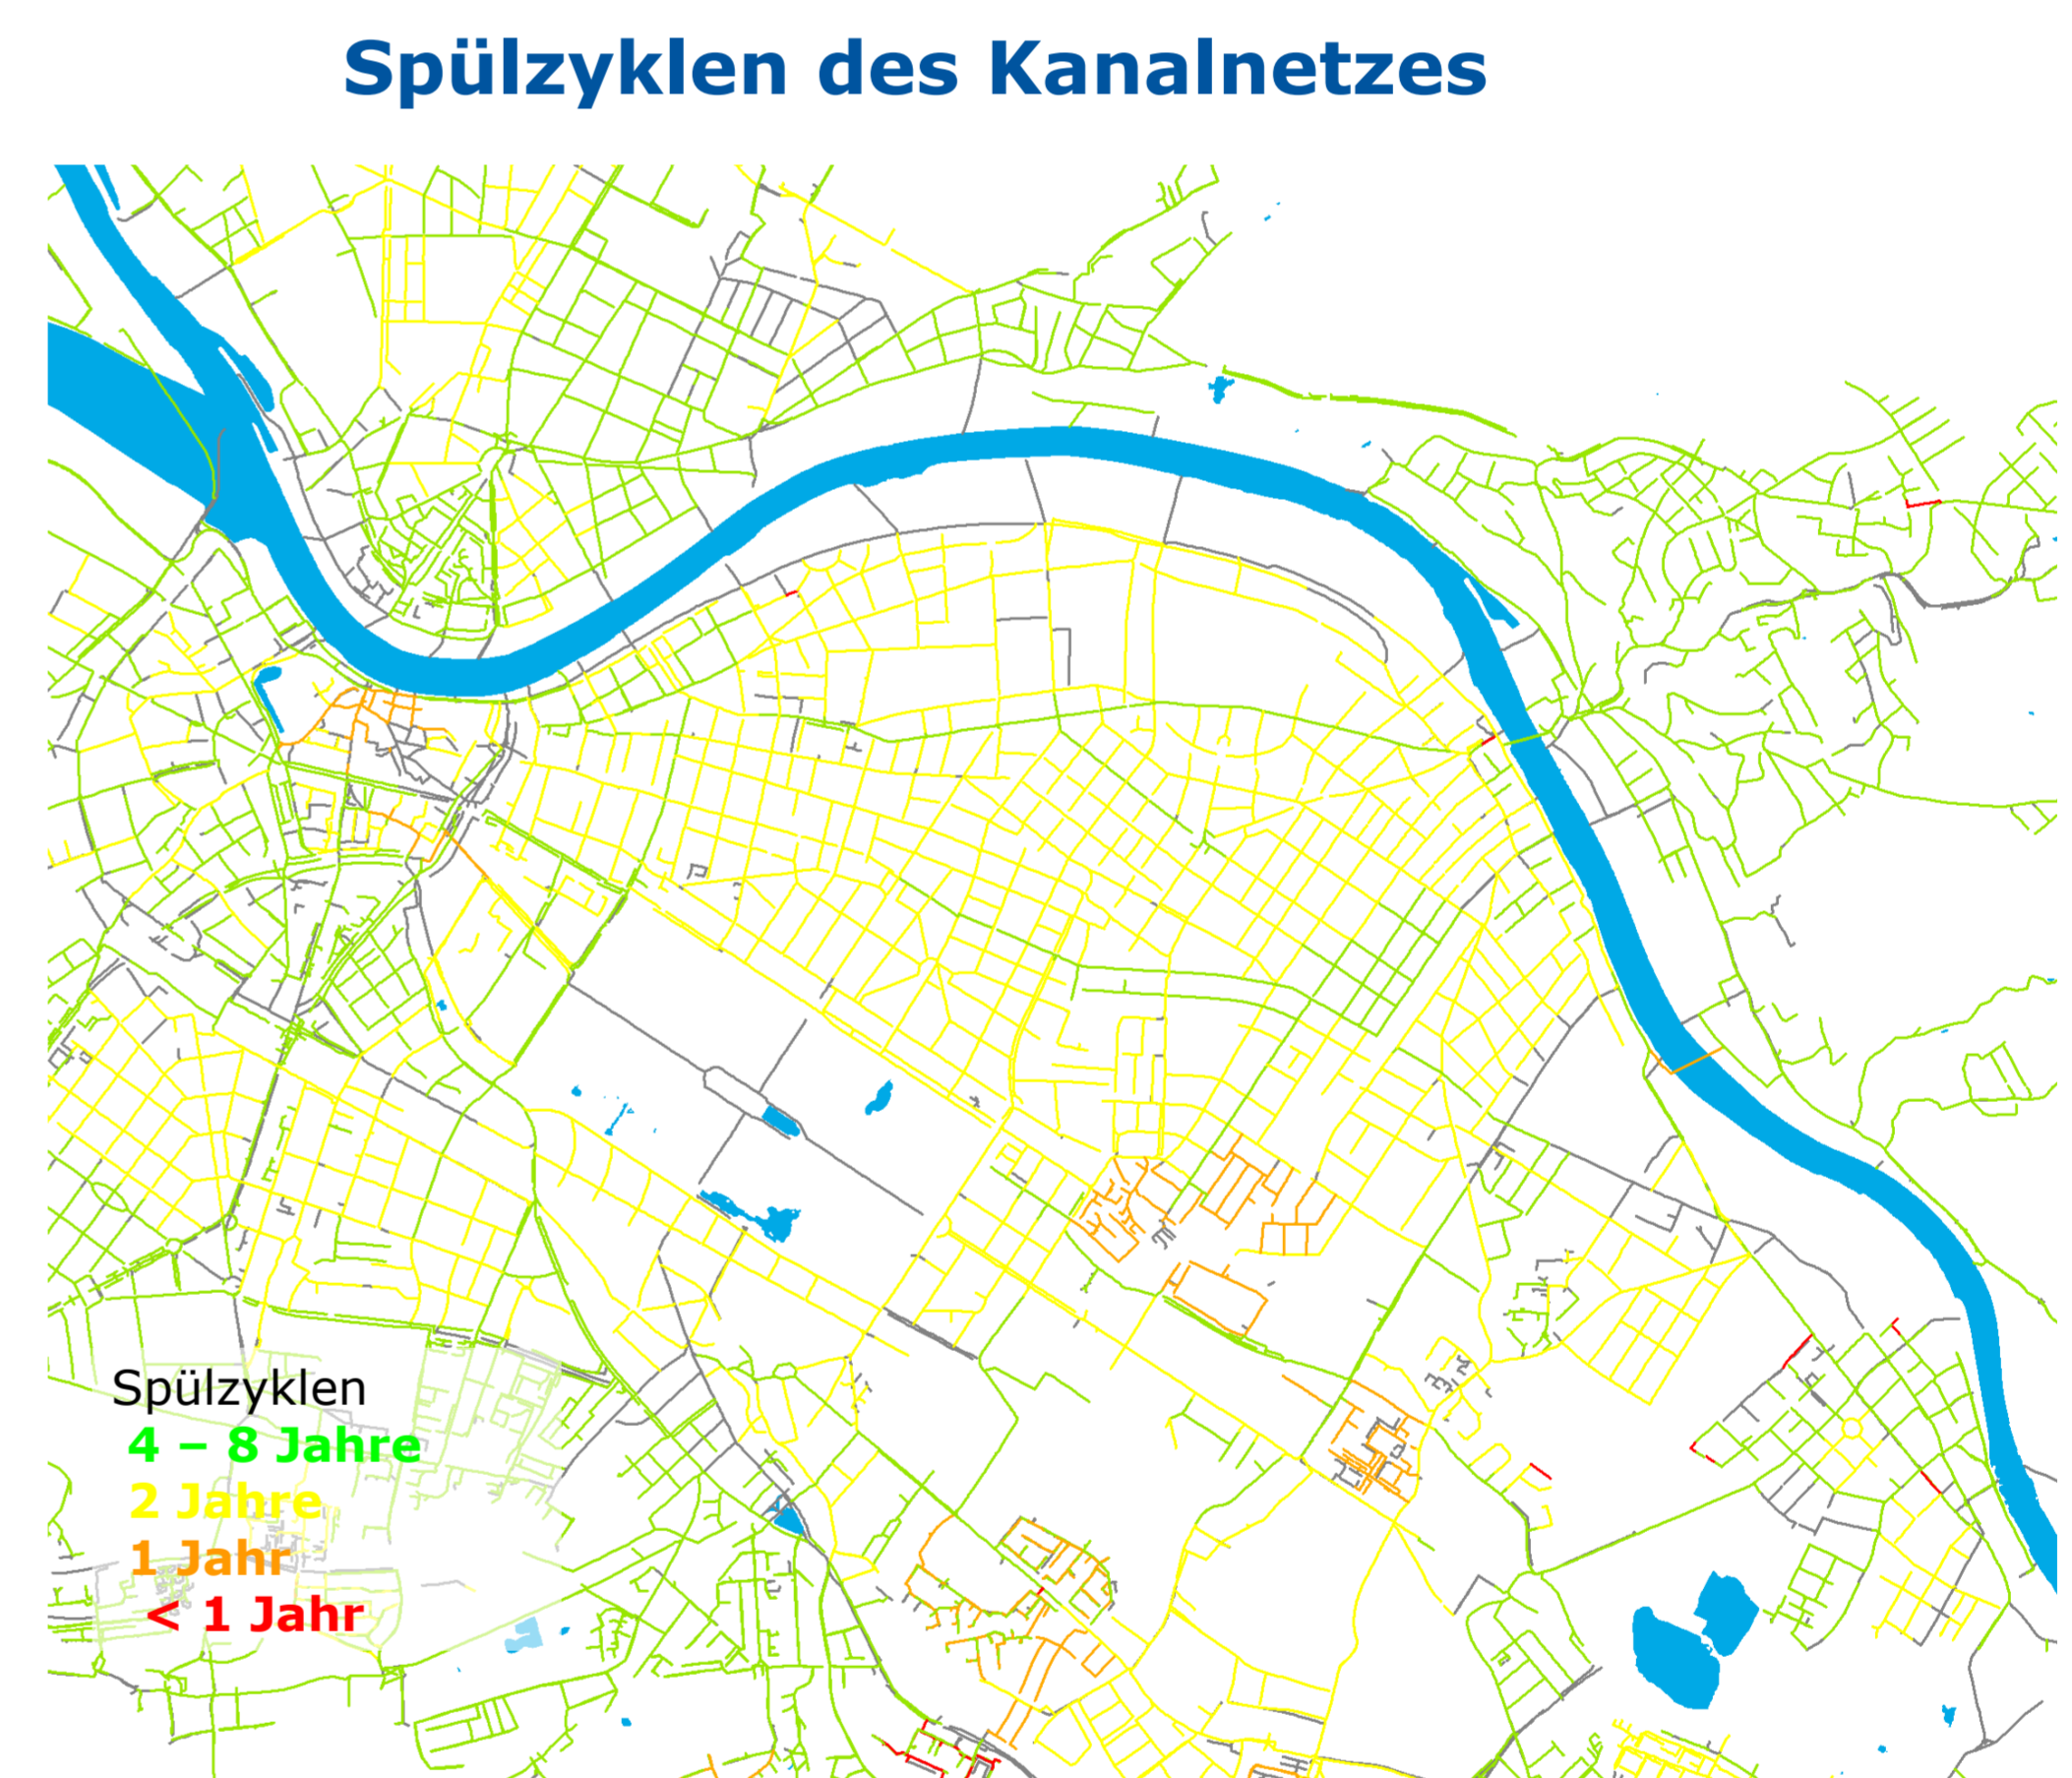 Spülzyklen des Kanalnetzes
Spülzyklen
4 – 8 Jahre
2 Jahre
1 Jahr
< 1 Jahr